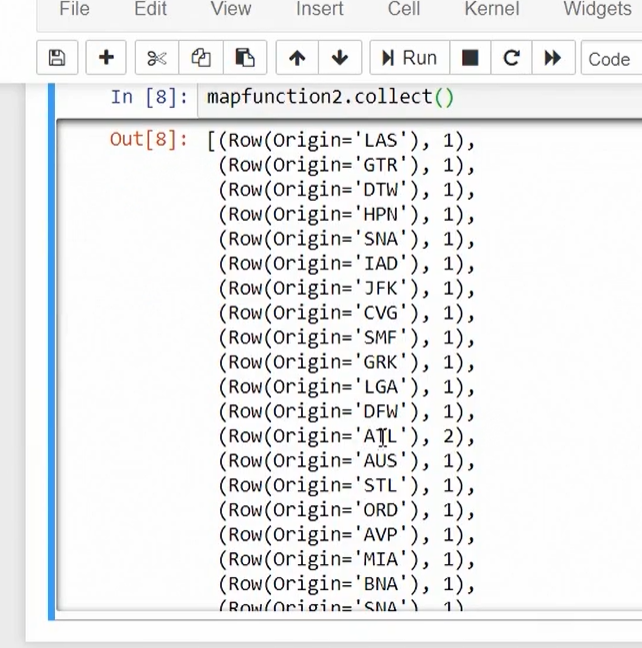 File Edit View Insert Cell Kernel Widgets
Run Code
In [8]: mapfunction2.collect()
Out[8]: [(Row(Origin='LAS'), 1),
(Row(Origin='GTR'), 1),
(Row(Origin='DTW'), 1),
(Row(Origin='HPN'), 1),
(Row(Origin='SNA'), 1),
(Row(Origin='IAD'), 1),
(Row(Origin='JFK'), 1),
(Row(Origin='CVG'), 1),
(Row(Origin='SMF'), 1),
(Row(Origin='GRK'), 1),
(Row(Origin='LGA'), 1),
(Row(Origin='DFW'), 1),
(Row(Origin='ATL'), 2),
(Row(Origin='AUS'), 1),
(Row(Origin='STL'), 1),
(Row(Origin='ORD'), 1),
(Row(Origin='AVP'), 1),
(Row(Origin='MIA'), 1),
(Row(Origin='BNA'), 1),
(Row(Origin='SNA'), 1)